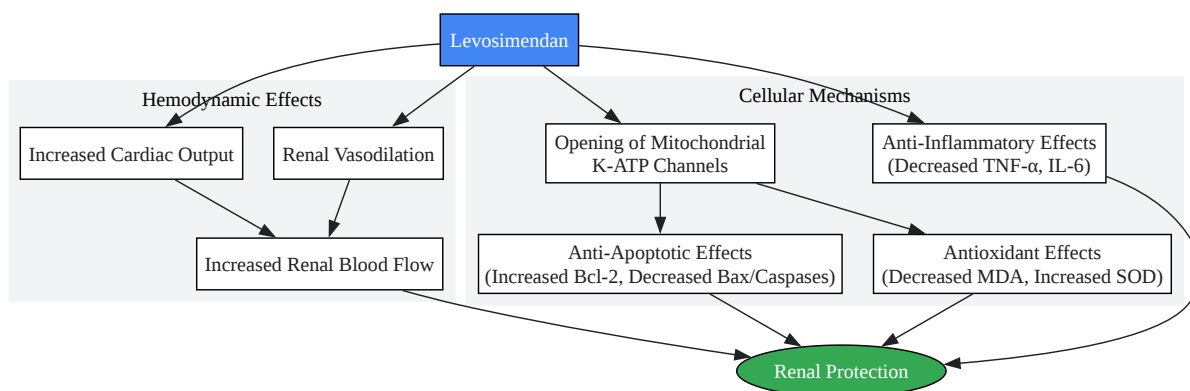 Levosimendan
Hemodynamic Effects
Cellular Mechanisms
Increased Cardiac Output
Renal Vasodilation
Opening of Mitochondrial
K-ATP Channels
Anti-Inflammatory Effects
(Decreased TNF-α, IL-6)
Increased Renal Blood Flow
Anti-Apoptotic Effects
(Increased Bcl-2, Decreased Bax/Caspases)
Antioxidant Effects
(Decreased MDA, Increased SOD)
Renal Protection